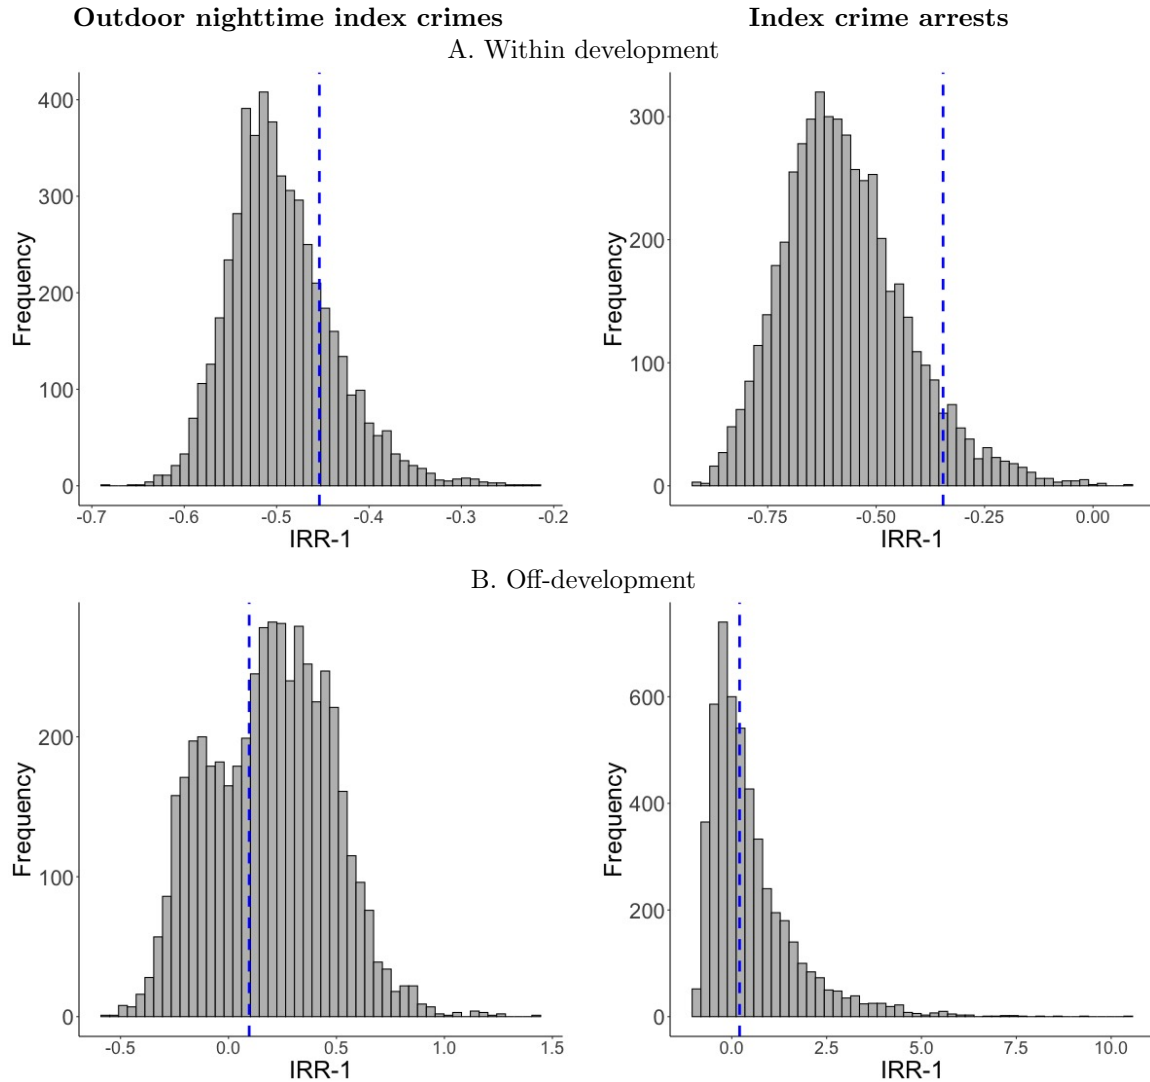 Outdoor nighttime index crimes Index crime arrests
A. Within development
400
300
200
100
0
Frequency
-0.7 -0.6 -0.5 -0.4 -0.3 -0.2
IRR-1
300
200
100
0
Frequency
-0.75 -0.50 -0.25 0.00
IRR-1
B. Off-development
200
100
0
Frequency
-0.5 0.0 0.5 1.0 1.5
IRR-1
600
400
200
0
Frequency
0.0 2.5 5.0 7.5 10.0
IRR-1